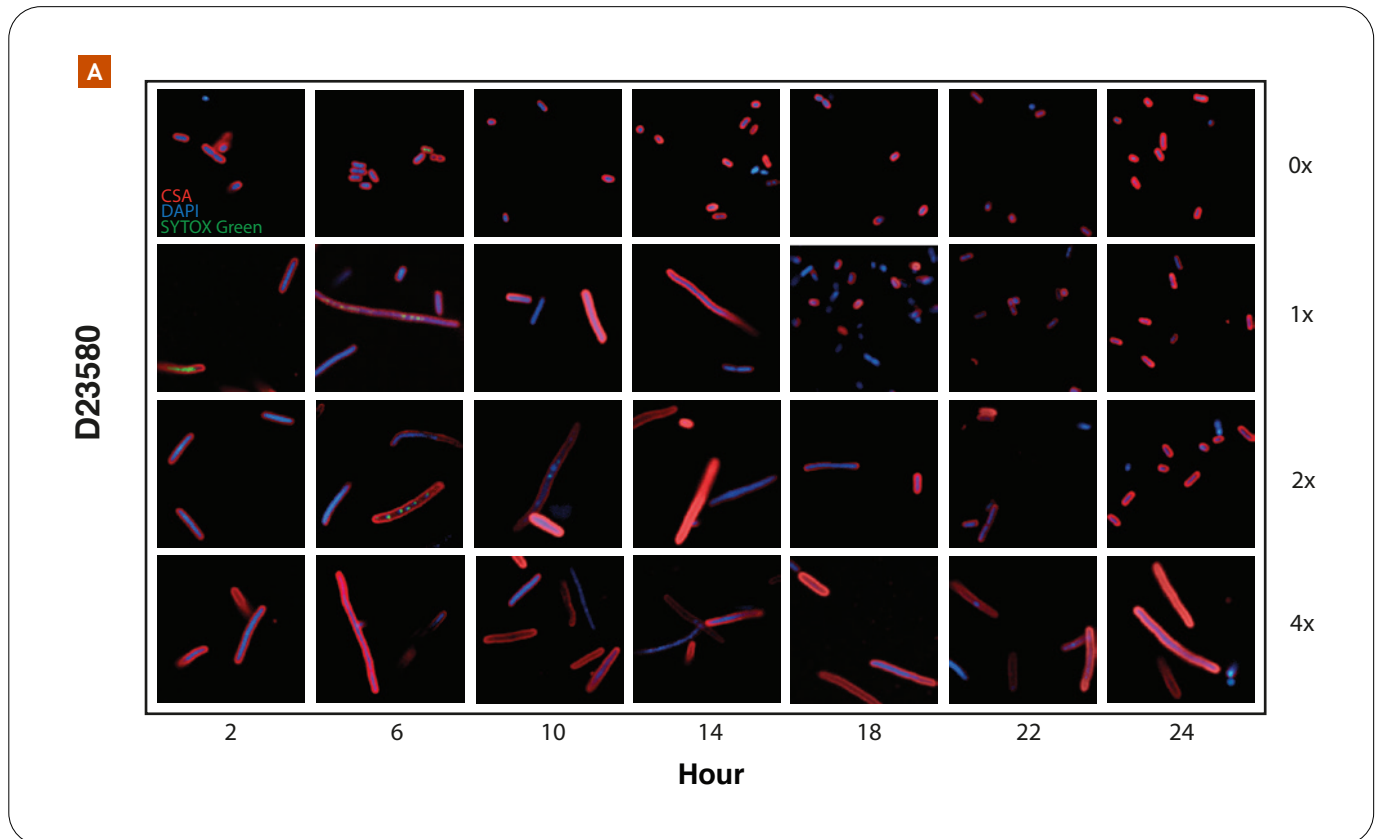 A
CSA
DAPI
SYTOX Green
0x
1x
D23580
2x
4x
2 6 10 14 18 22 24
Hour